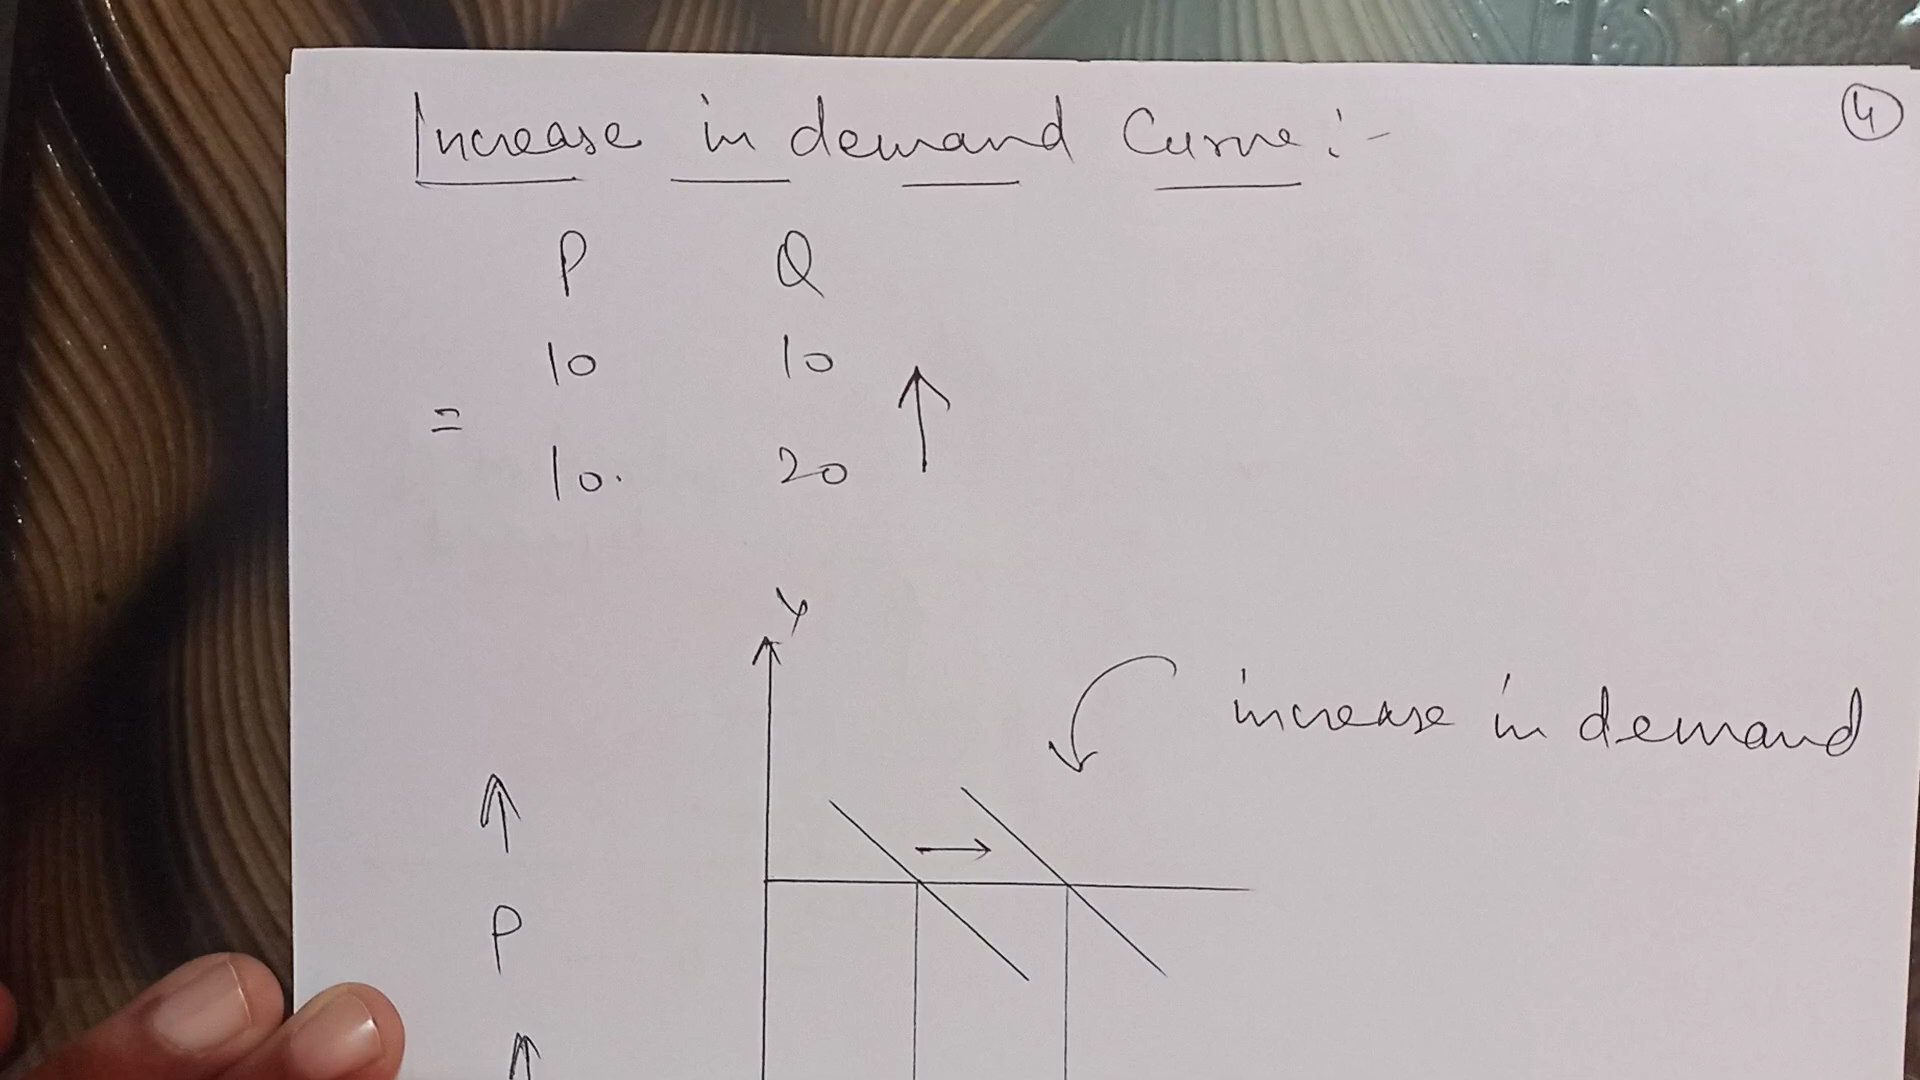 Increase in demand Curve :-
4
P Q
10 10
=
10. 20
Y
increase in demand
P